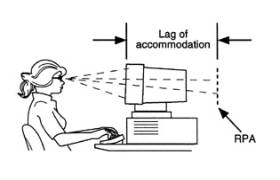 Lag of
accommodation
RPA